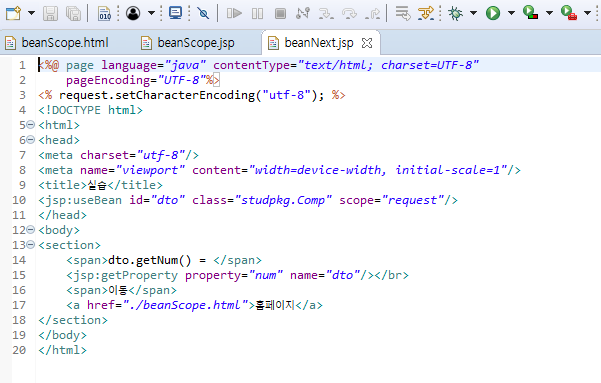 010
beanScope.html
beanScope.jsp
beanNext.jsp
1 <%@ page language="java" contentType="text/html; charset=UTF-8"
2 pageEncoding="UTF-8"%>
3 <% request.setCharacterEncoding("utf-8"); %>
4 <!DOCTYPE html>
5 <html>
6 <head>
7 <meta charset="utf-8"/>
8 <meta name="viewport" content="width=device-width, initial-scale=1"/>
9 <title>실습</title>
10 <jsp:useBean id="dto" class="studpkg.Comp" scope="request"/>
11 </head>
12 <body>
13 <section>
14 <span>dto.getNum() = </span>
15 <jsp:getProperty property="num" name="dto"/></br>
16 <span>이동</span>
17 <a href="./beanScope.html">홈페이지</a>
18 </section>
19 </body>
20 </html>